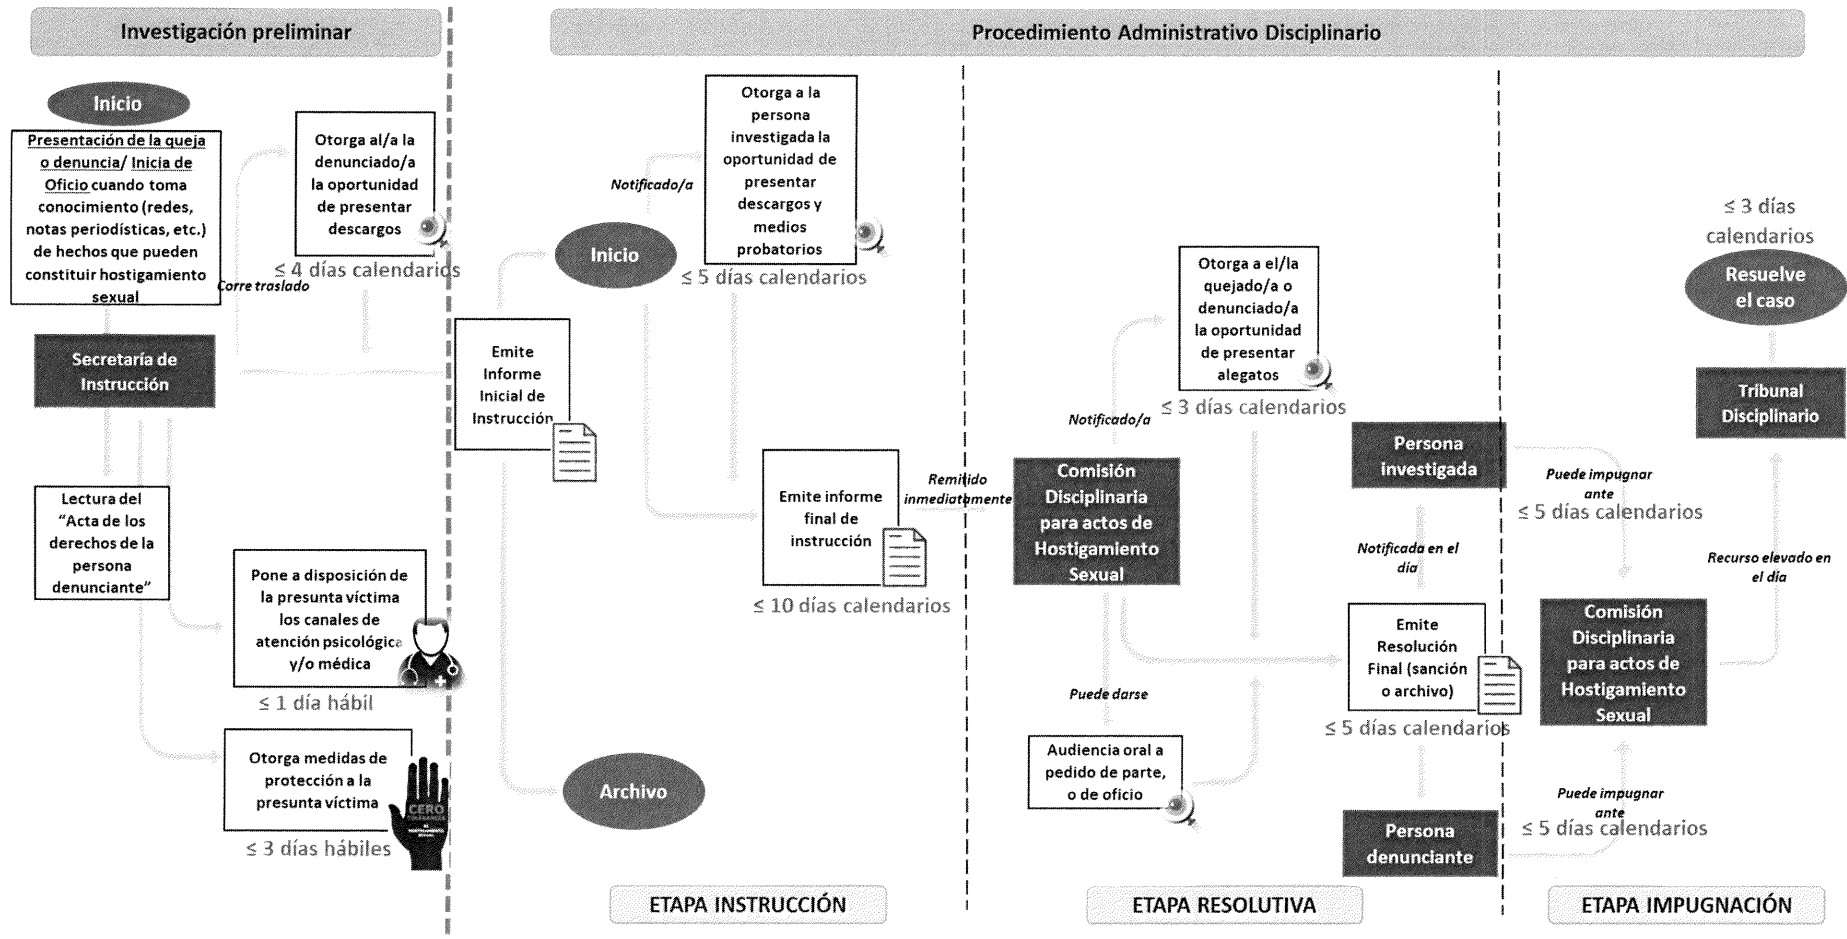 Investigación preliminar
Procedimiento Administrativo Disciplinario
Inicio
Presentación de la queja
o denuncia/ Inicia de
Oficio cuando toma
conocimiento (redes,
notas periodísticas, etc.)
de hechos que pueden
constituir hostigamiento
sexual
Otorga al/a la
denunciado/a
la oportunidad
de presentar
descargos
≤ 4 días calendarios
Corre traslado
Secretaría de
Instrucción
Lectura del
“Acta de los
derechos de la
persona
denunciante”
Pone a disposición de
la presunta víctima
los canales de
atención psicológica
y/o médica
≤ 1 día hábil
Otorga medidas de
protección a la
presunta víctima
CERO
≤ 3 días hábiles
Emite
Informe
Inicial de
Instrucción
Inicio
Notificado/a
Otorga a la
persona
investigada la
oportunidad de
presentar
descargos y
medios
probatorios
≤ 5 días calendarios
Emite informe
final de
instrucción
≤ 10 días calendarios
Archivo
ETAPA INSTRUCCIÓN
Remitido
inmediatamente
Comisión
Disciplinaria
para actos de
Hostigamiento
Sexual
Notificado/a
Otorga a el/la
quejado/a o
denunciado/a
la oportunidad
de presentar
alegatos
≤ 3 días calendarios
Puede darse
Audiencia oral a
pedido de parte,
o de oficio
Persona
investigada
Notificada en el
día
Emite
Resolución
Final (sanción
o archivo)
≤ 5 días calendarios
Persona
denunciante
ETAPA RESOLUTIVA
Puede impugnar
ante
≤ 5 días calendarios
Comisión
Disciplinaria
para actos de
Hostigamiento
Sexual
Puede impugnar
ante
≤ 5 días calendarios
Recurso elevado en
el día
Tribunal
Disciplinario
Resuelve
el caso
≤ 3 días
calendarios
ETAPA IMPUGNACIÓN